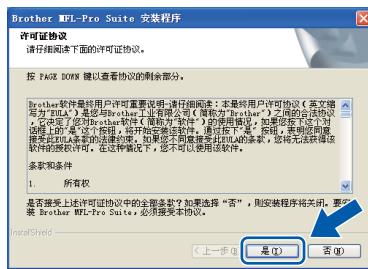 Brother MFL-Pro Suite 安装程序
许可证协议
请仔细阅读下面的许可证协议。
按 PAGE DOWN 键以查看协议的剩余部分。
Brother软件最终用户许可重要说明-请仔细阅读：本最终用户许可协议（英文缩
写为"EULA"）是您与Brother工业有限公司（简称为"Brother"）之间的合法协议
，它决定了您对Brother软件（简称为"软件"）的使用情况，如果您按下这个对
话框上的"是"这个按钮，将开始安装该软件。通过按下"是"按钮，表明您同意
接受此EULA条款的法律约束。如果您不同意接受此EULA的条款，您将无法获得该
软件的授权许可。在这种情况下，您不可以使用该软件。
条款和条件
1. 所有权
是否接受上述许可证协议中的全部条款？如果选择“否”，则安装程序将关闭。要安
装 Brother MFL-Pro Suite，必须接受本协议。
InstallShield
< 上一步(B) 是(Y) 否(N)